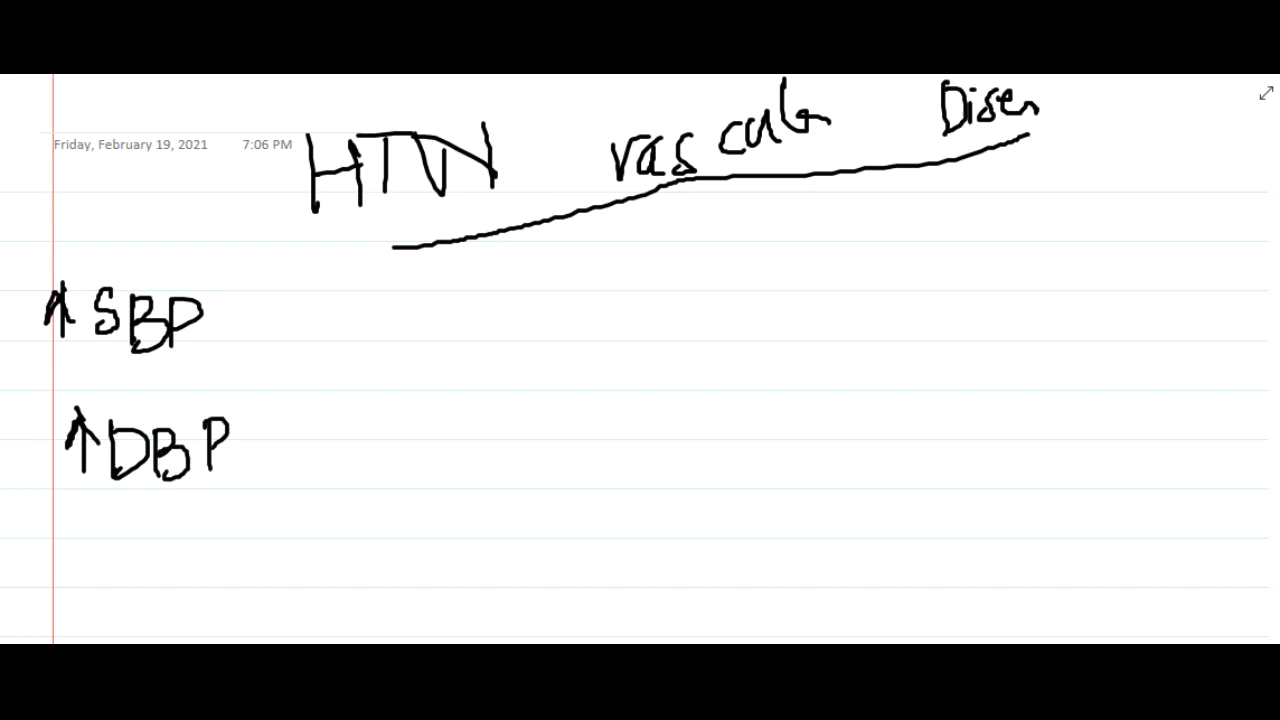 Friday, February 19, 2021 7:06 PM
HTN vascular Disea
↑ SBP
↑ DBP